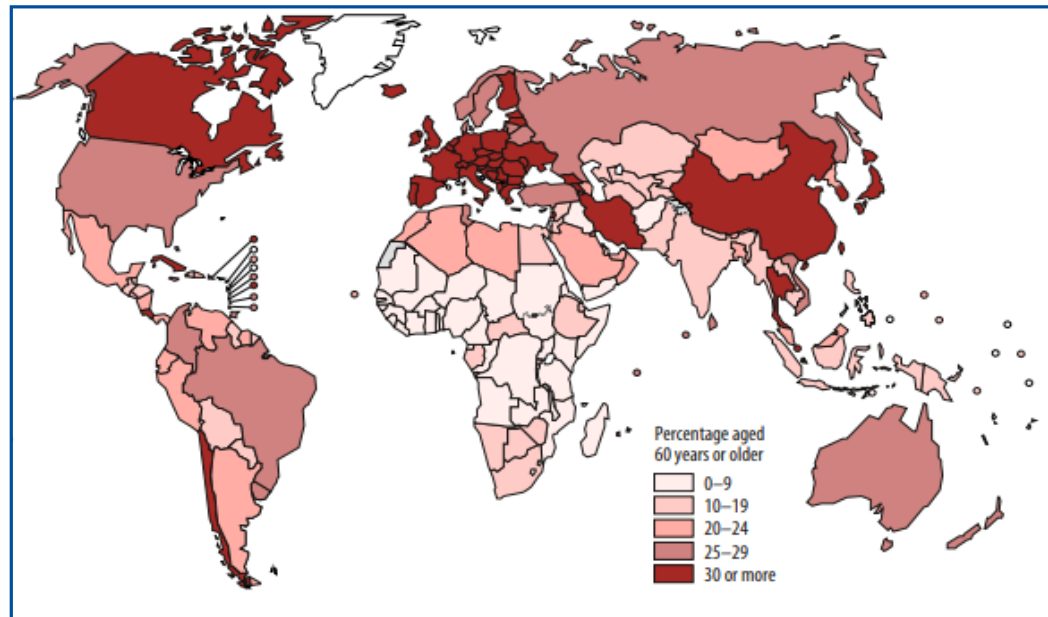 Percentage aged
60 years or older
0–9
10–19
20–24
25–29
30 or more